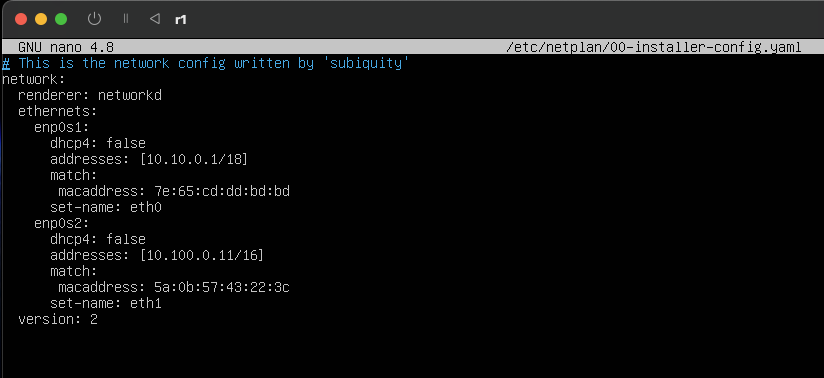 r1
GNU nano 4.8 /etc/netplan/00-installer-config.yaml
# This is the network config written by 'subiquity'
network:
  renderer: networkd
  ethernets:
    enp0s1:
      dhcp4: false
      addresses: [10.10.0.1/18]
      match:
       macaddress: 7e:65:cd:dd:bd:bd
      set-name: eth0
    enp0s2:
      dhcp4: false
      addresses: [10.100.0.11/16]
      match:
       macaddress: 5a:0b:57:43:22:3c
      set-name: eth1
  version: 2